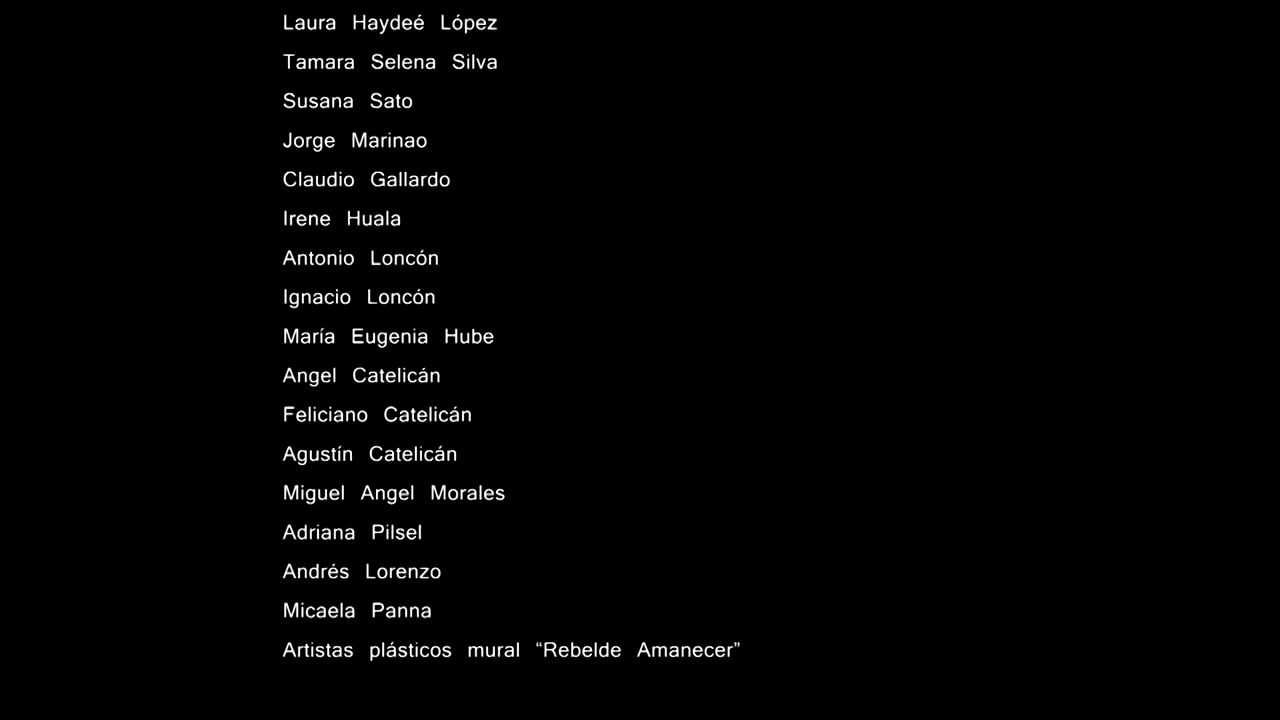 Laura Haydeé López
Tamara Selena Silva
Susana Sato
Jorge Marinao
Claudio Gallardo
Irene Huala
Antonio Loncón
Ignacio Loncón
María Eugenia Hube
Angel Catelicán
Feliciano Catelicán
Agustín Catelicán
Miguel Angel Morales
Adriana Pilsel
Andrés Lorenzo
Micaela Panna
Artistas plásticos mural “Rebelde Amanecer”